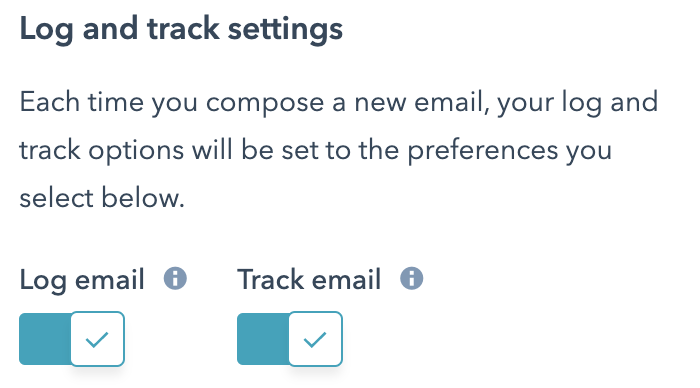 Log and track settings
Each time you compose a new email, your log and
track options will be set to the preferences you
select below.
Log email
Track email